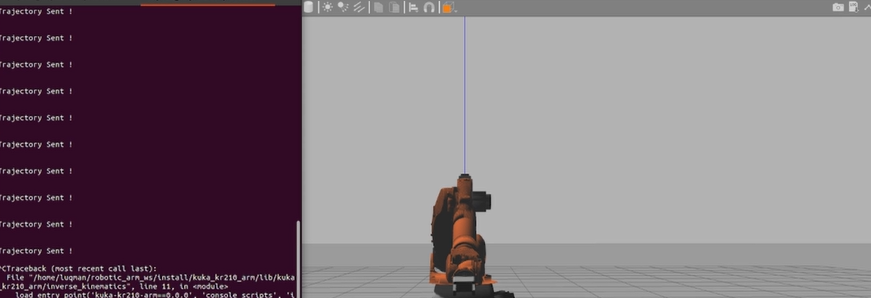 Trajectory Sent !
Trajectory Sent !
Trajectory Sent !
Trajectory Sent !
Trajectory Sent !
Trajectory Sent !
Trajectory Sent !
Trajectory Sent !
Trajectory Sent !
Trajectory Sent !
^CTraceback (most recent call last):
File "/home/luqman/robotic_arm_ws/install/kuka_kr210_arm/lib/kuka
_kr210_arm/inverse_kinematics", line 11, in <module>
load_entry_point('kuka-kr210-arm==0.0.0', 'console_scripts', 'i